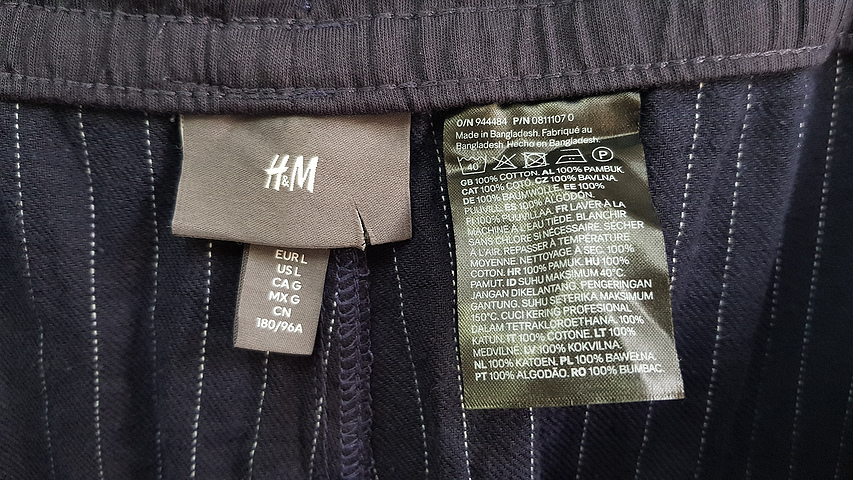 H&M
EUR L
US L
CA G
MX G
CN
180/96A
O/N 944484 P/N 0811107 0
Made in Bangladesh. Fabriqué au
Bangladesh. Hecho en Bangladesh.
40 P
GB 100% COTTON. AL 100% PAMBUK.
CAT 100% COTÓ. CZ 100% BAVLNA.
DE 100% BAUMWOLLE. EE 100%
PUUVILL. ES 100% ALGODÓN.
FI 100% PUUVILLAA. FR LAVER À LA
MACHINE À L'EAU TIÈDE. BLANCHIR
SANS CHLORE SI NÉCESSAIRE. SÉCHER
À L'AIR. REPASSER À TEMPÉRATURE
MOYENNE. NETTOYAGE À SEC. 100%
COTON. HR 100% PAMUK. HU 100%
PAMUT. ID SUHU MAKSIMUM 40°C.
JANGAN DIKELANTANG. PENGERINGAN
GANTUNG. SUHU SETERIKA MAKSIMUM
150°C. CUCI KERING PROFESIONAL
DALAM TETRAKLOROETHANA. 100%
KATUN. IT 100% COTONE. LT 100%
MEDVILNĖ. LV 100% KOKVILNA.
NL 100% KATOEN. PL 100% BAWEŁNA.
PT 100% ALGODÃO. RO 100% BUMBAC.